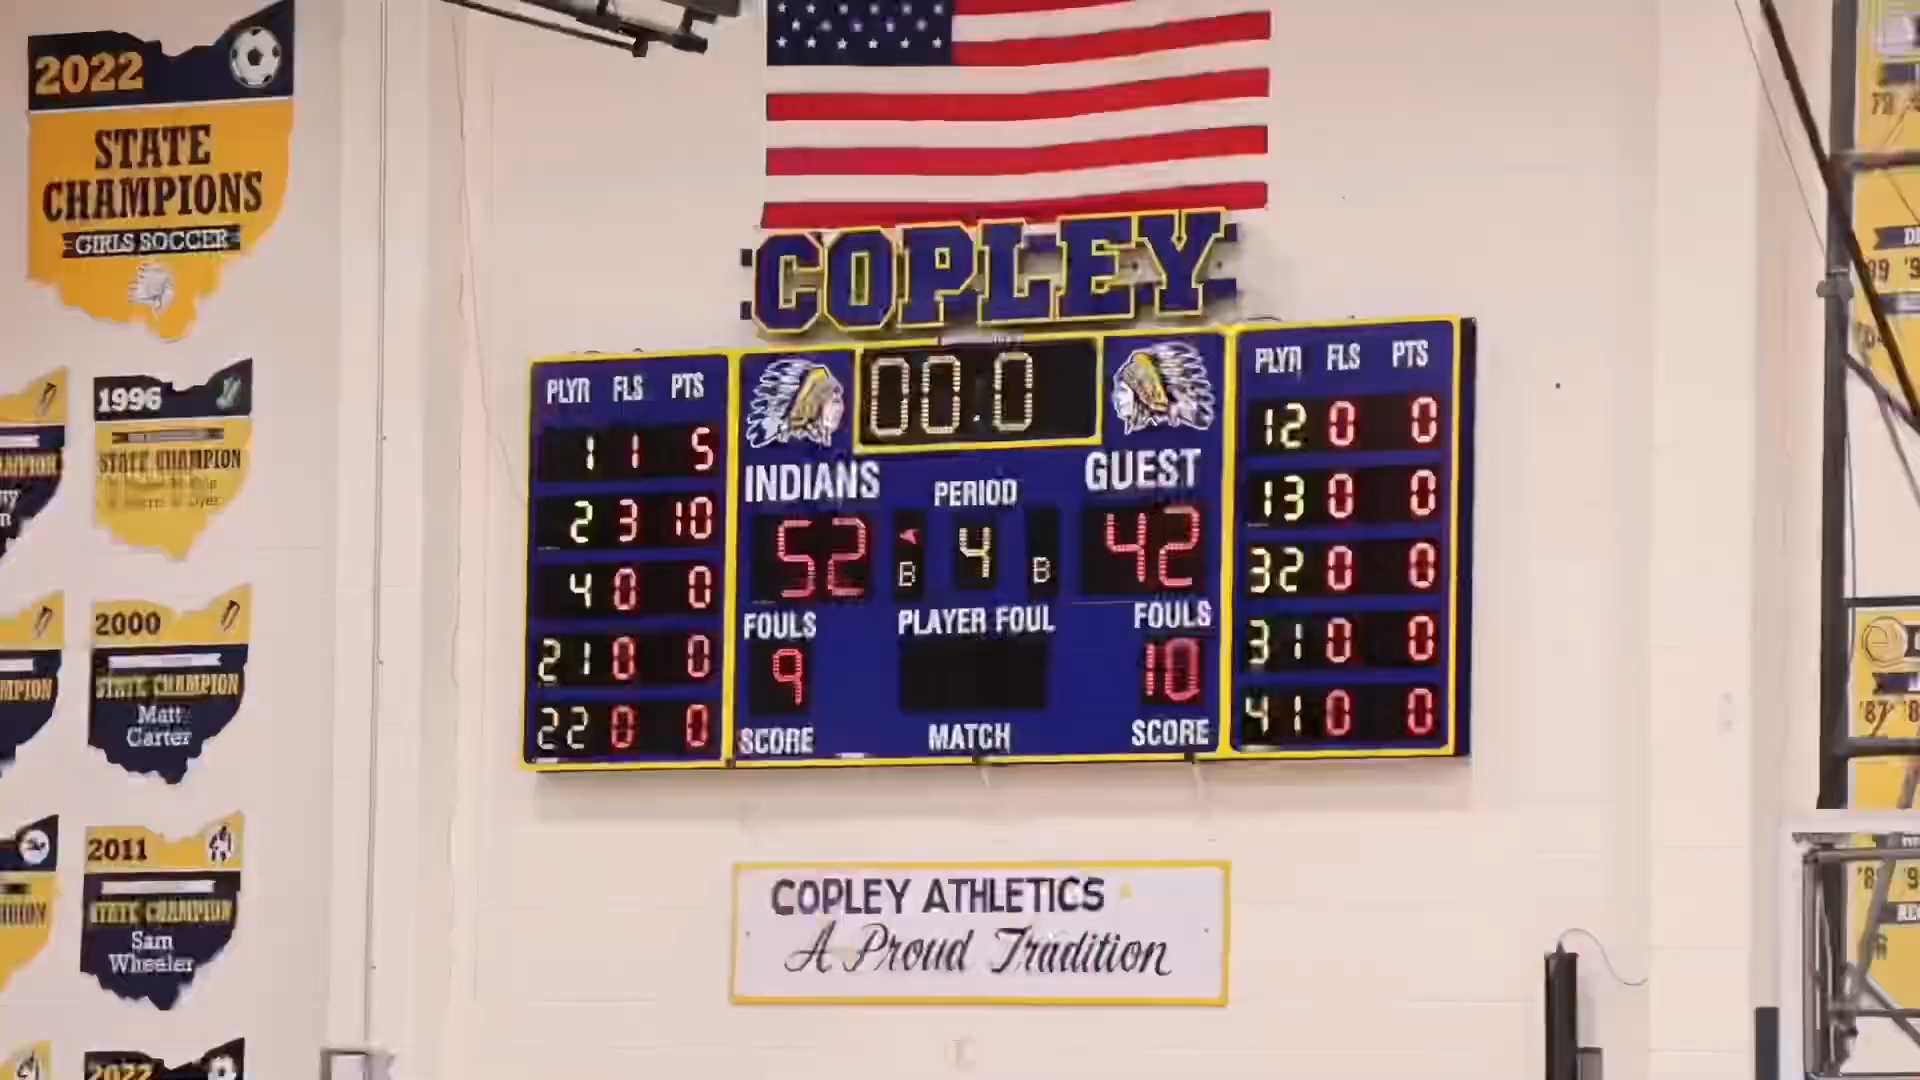 2022
STATE
CHAMPIONS
GIRLS SOCCER
1996
STATE CHAMPION
2000
STATE CHAMPION
Matt
Carter
2011
STATE CHAMPION
Sam
Wheeler
2022
COPLEY
PLYR FLS PTS
1 1 5
2 3 10
4 0 0
21 0 0
22 0 0
00.0
INDIANS
PERIOD
GUEST
52
B 4 B
42
FOULS
PLAYER FOUL
FOULS
9
10
SCORE
MATCH
SCORE
PLYR FLS PTS
12 0 0
13 0 0
32 0 0
31 0 0
41 0 0
COPLEY ATHLETICS
A Proud Tradition